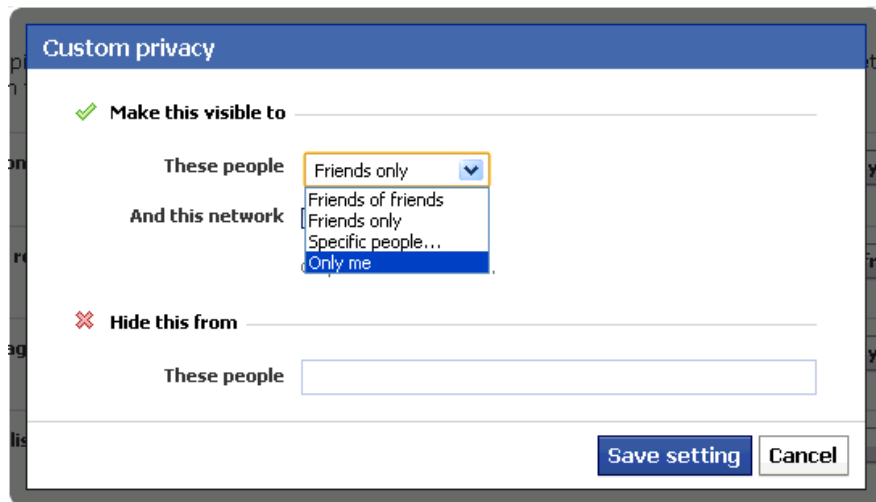 Custom privacy
Make this visible to
These people
Friends only
Friends of friends
And this network
Friends only
Specific people...
Only me
Hide this from
These people
Save setting
Cancel